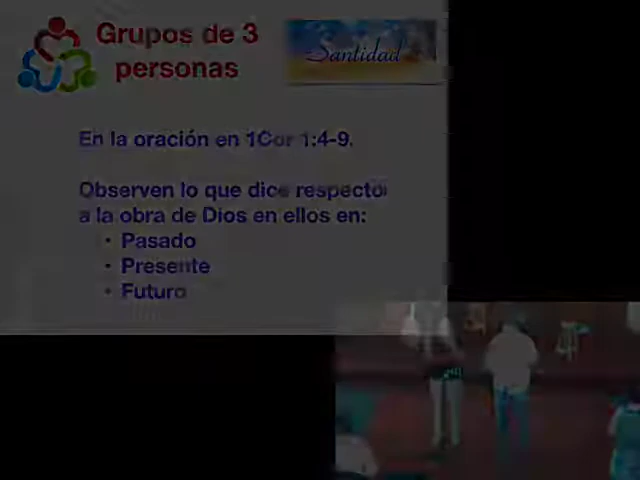 Grupos de 3
personas
Santidad
En la oración en 1Cor 1:4-9.
Observen lo que dice respecto
a la obra de Dios en ellos en:
· Pasado
· Presente
· Futuro